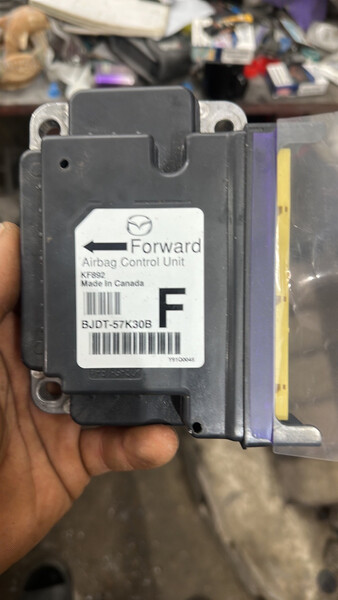 Forward
Airbag Control Unit
KF892
Made In Canada
F
BJDT-57K30B